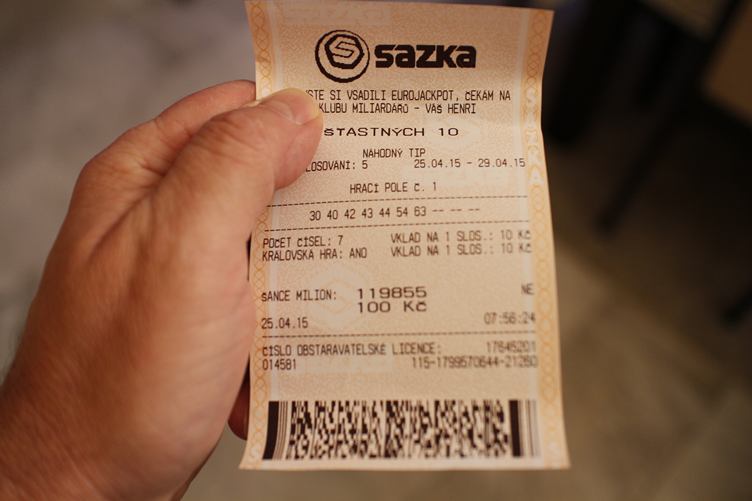 sazka
STE SI VSADILI EUROJACKPOT, ČEKÁM NA
KLUBU MILIARDÁŘŮ - VÁŠ HENRI
ŠŤASTNÝCH 10
NÁHODNÝ TIP
LOSOVÁNÍ: 5 25.04.15 - 29.04.15
HRACÍ POLE č. 1
30 40 42 43 44 54 63 -- -- --
POČET ČÍSEL: 7 VKLAD NA 1 SLOS.: 10 Kč
KRÁLOVSKÁ HRA: ANO VKLAD NA 1 SLOS.: 10 Kč
ŠANCE MILION: 119855 NE
100 Kč
25.04.15 07:56:24
ČÍSLO OBSTARAVATELSKÉ LICENCE: 17645201
014581 115-1799570644-21260